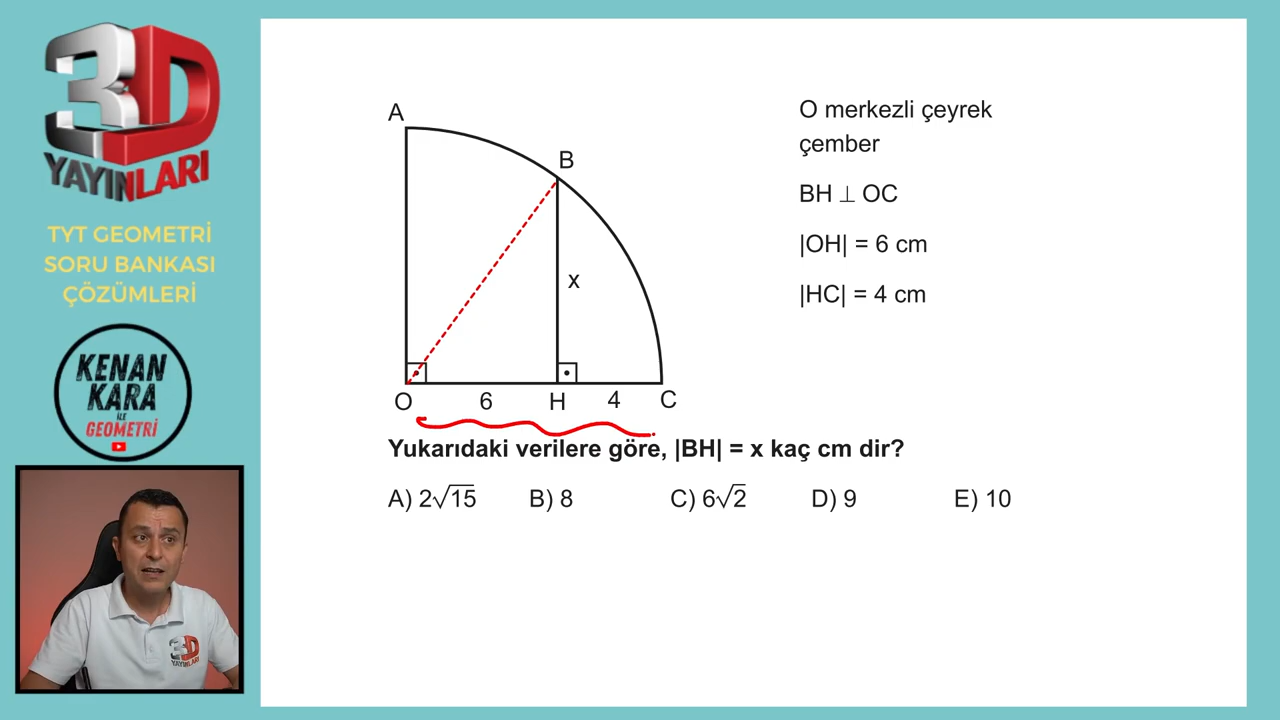 3D
YAYINLARI
TYT GEOMETRİ
SORU BANKASI
ÇÖZÜMLERİ
KENAN
KARA
İLE
GEOMETRİ
3D
YAYINLARI
A
B
x
O
6
H
4
C
O merkezli çeyrek
çember
BH ⊥ OC
|OH| = 6 cm
|HC| = 4 cm
Yukarıdaki verilere göre, |BH| = x kaç cm dir?
A) 2√15 B) 8 C) 6√2 D) 9 E) 10